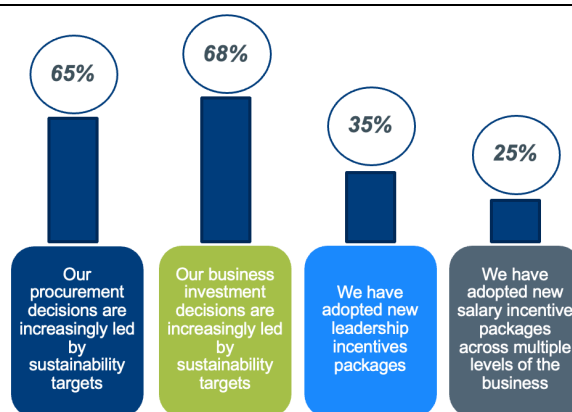 65%
68%
35%
25%
Our
procurement
decisions are
increasingly led
by
sustainability
targets
Our business
investment
decisions are
increasingly led
by
sustainability
targets
We have
adopted new
leadership
incentives
packages
We have
adopted new
salary incentive
packages
across multiple
levels of the
business